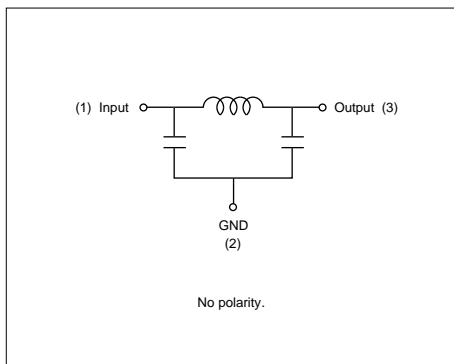 (1) Input
Output (3)
GND
(2)
No polarity.